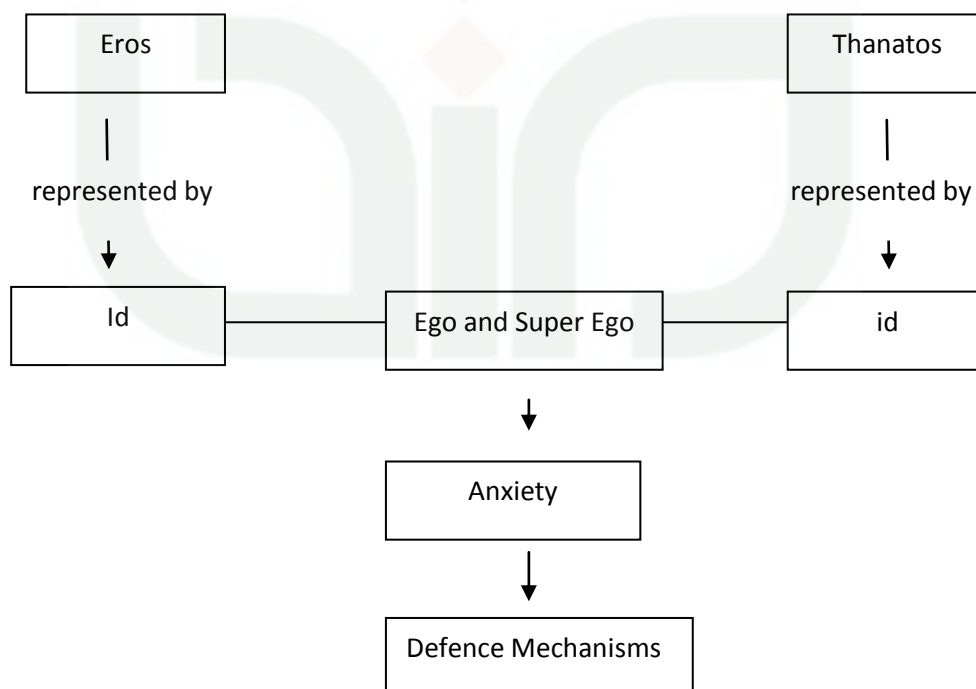 Eros
Thanatos
represented by
represented by
Id
Ego and Super Ego
id
Anxiety
Defence Mechanisms